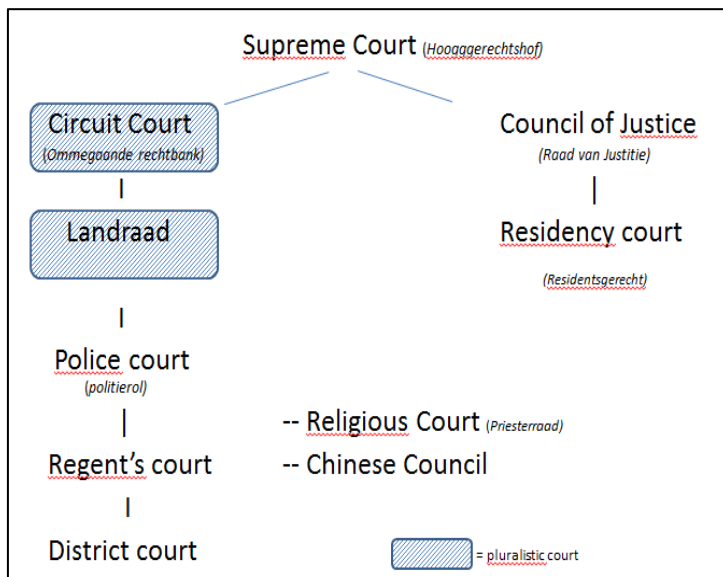 Supreme Court (Hoogggerechtshof)
Circuit Court
(Ommegaande rechtbank)
Council of Justice
(Raad van Justitie)
Landraad
Residency court
(Residentsgerecht)
Police court
(politierol)
-- Religious Court (Priesterraad)
Regent's court
-- Chinese Council
District court
= pluralistic court